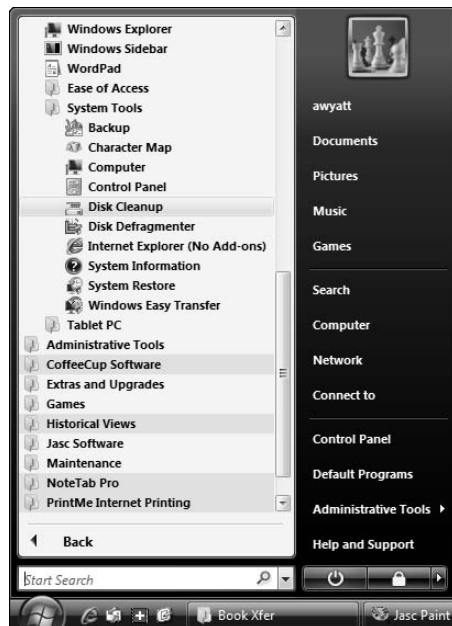 Windows Explorer
Windows Sidebar
WordPad
Ease of Access
System Tools
Backup
Character Map
Computer
Control Panel
Disk Cleanup
Disk Defragmenter
Internet Explorer (No Add-ons)
System Information
System Restore
Windows Easy Transfer
Tablet PC
Administrative Tools
CoffeeCup Software
Extras and Upgrades
Games
Historical Views
Jasc Software
Maintenance
NoteTab Pro
PrintMe Internet Printing
Back
Start Search
awyatt
Documents
Pictures
Music
Games
Search
Computer
Network
Connect to
Control Panel
Default Programs
Administrative Tools
Help and Support
Book Xfer
Jasc Paint